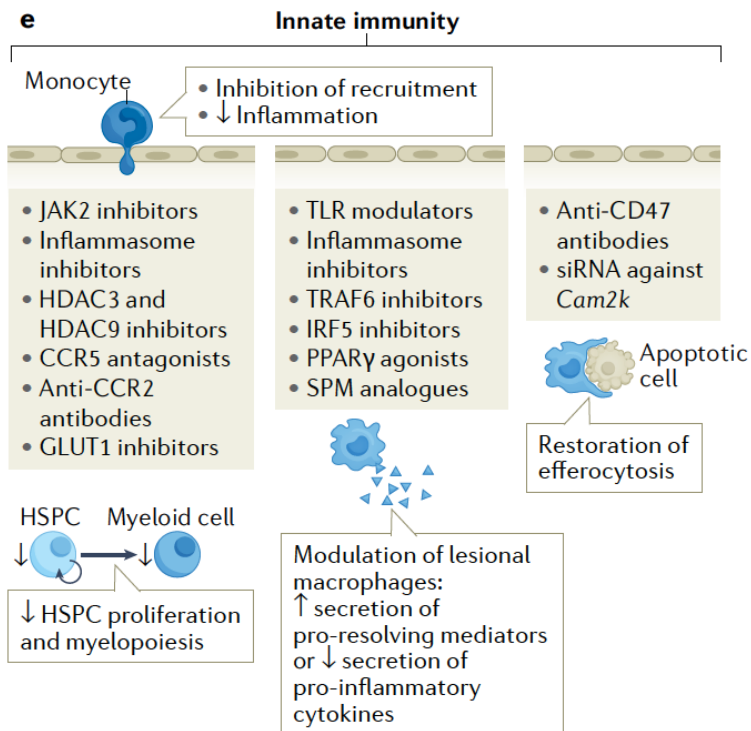 e
Innate immunity
Monocyte
• Inhibition of recruitment
• ↓ Inflammation
• JAK2 inhibitors
• Inflammasome
inhibitors
• HDAC3 and
HDAC9 inhibitors
• CCR5 antagonists
• Anti-CCR2
antibodies
• GLUT1 inhibitors
HSPC
Myeloid cell
↓
↓
↓ HSPC proliferation
and myelopoiesis
• TLR modulators
• Inflammasome
inhibitors
• TRAF6 inhibitors
• IRF5 inhibitors
• PPARγ agonists
• SPM analogues
Modulation of lesional
macrophages:
↑ secretion of
pro-resolving mediators
or ↓ secretion of
pro-inflammatory
cytokines
• Anti-CD47
antibodies
• siRNA against
Cam2k
Apoptotic
cell
Restoration of
efferocytosis